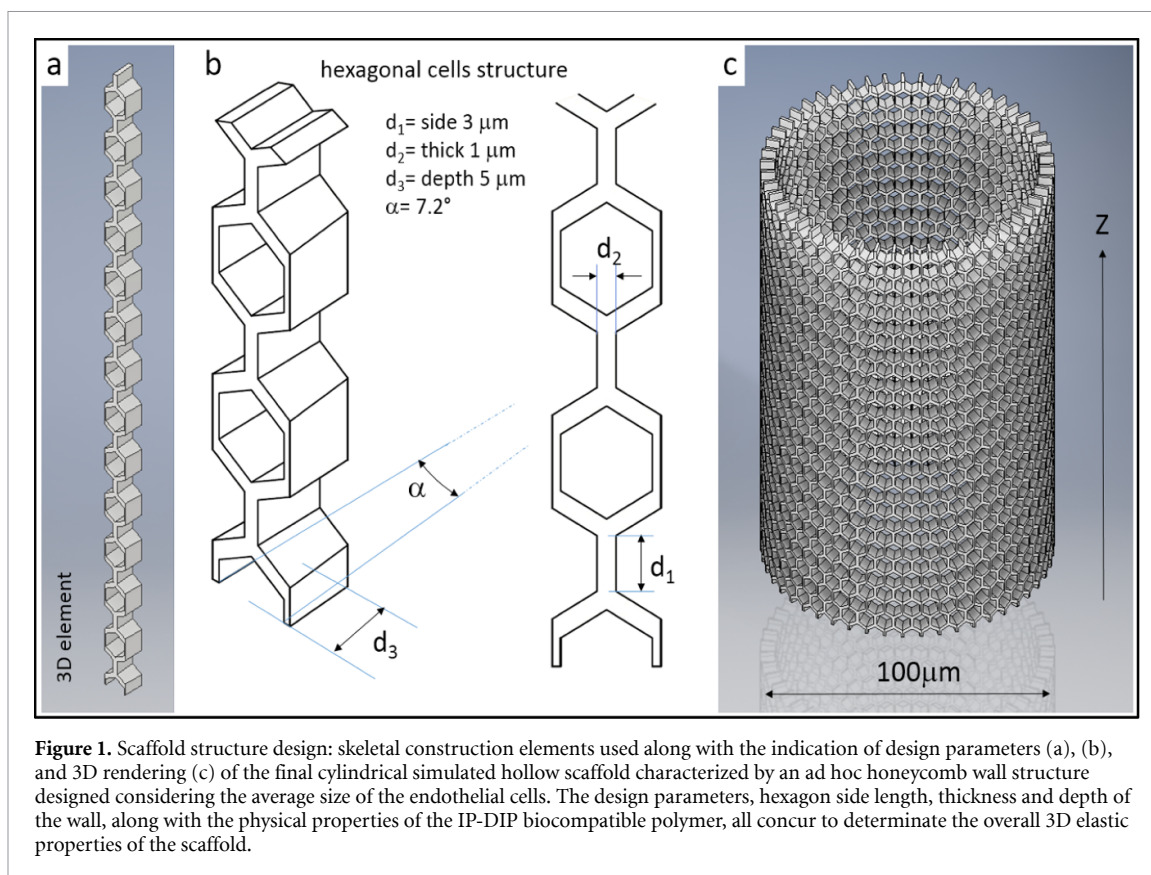 a
b
hexagonal cells structure
c
d₁= side 3 μm
d₂= thick 1 μm
d₃= depth 5 μm
α= 7.2°
d₂
Z
α
d₁
d₃
3D element
100μm
Figure 1. Scaffold structure design: skeletal construction elements used along with the indication of design parameters (a), (b),
and 3D rendering (c) of the final cylindrical simulated hollow scaffold characterized by an ad hoc honeycomb wall structure
designed considering the average size of the endothelial cells. The design parameters, hexagon side length, thickness and depth of
the wall, along with the physical properties of the IP-DIP biocompatible polymer, all concur to determinate the overall 3D elastic
properties of the scaffold.